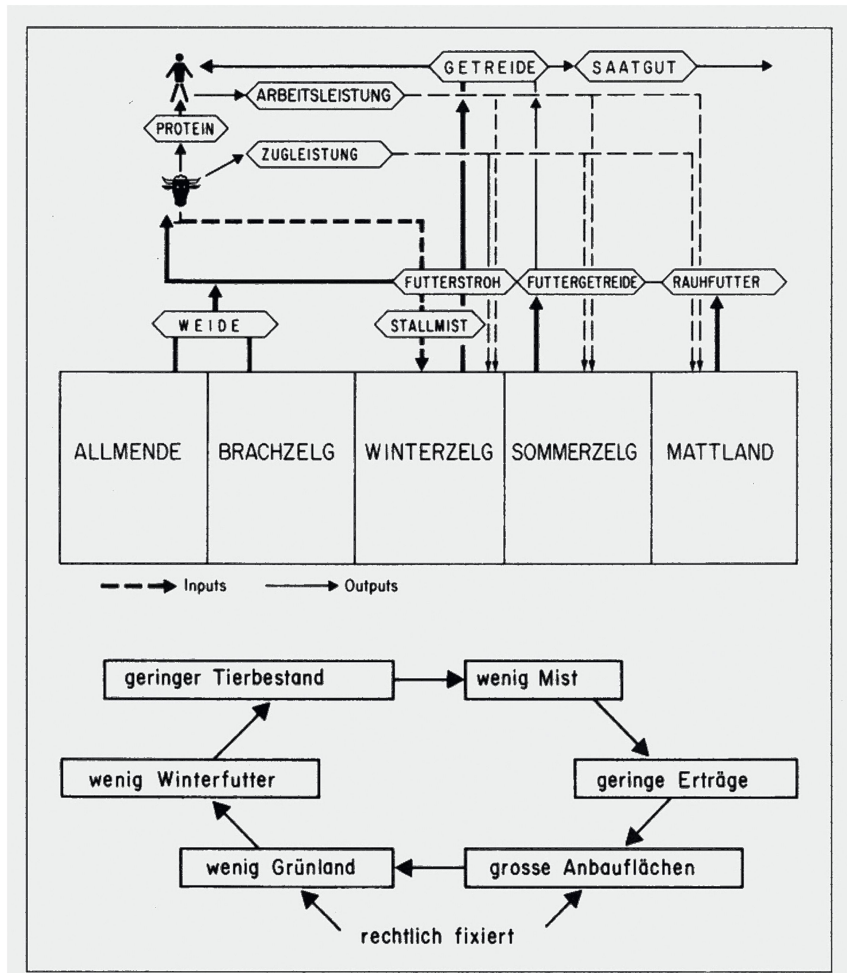 GETREIDE
SAATGUT
ARBEITSLEISTUNG
PROTEIN
ZUGLEISTUNG
FUTTERSTROH
FUTTERGETREIDE
RAUHFUTTER
WEIDE
STALLMIST
ALLMENDE
BRACHZELG
WINTERZELG
SOMMERZELG
MATTLAND
Inputs
Outputs
geringer Tierbestand
wenig Mist
wenig Winterfutter
geringe Erträge
wenig Grünland
grosse Anbauflächen
rechtlich fixiert